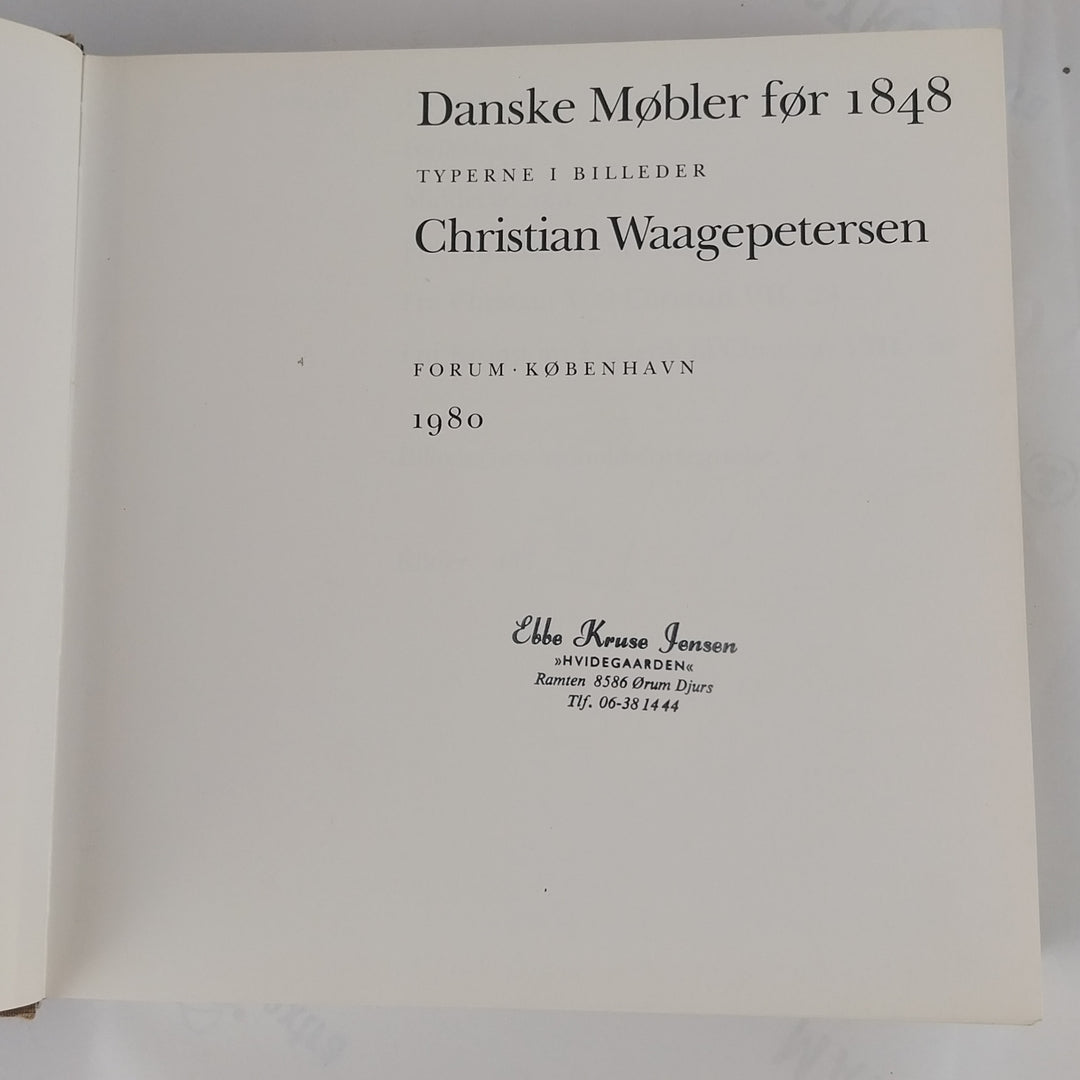 Danske Møbler før 1848
TYPERNE I BILLEDER
Christian Waagepetersen
FORUM · KØBENHAVN
1980
Ebbe Kruse Jensen
»HVIDEGAARDEN«
Ramten 8586 Ørum Djurs
Tlf. 06-38 14 44